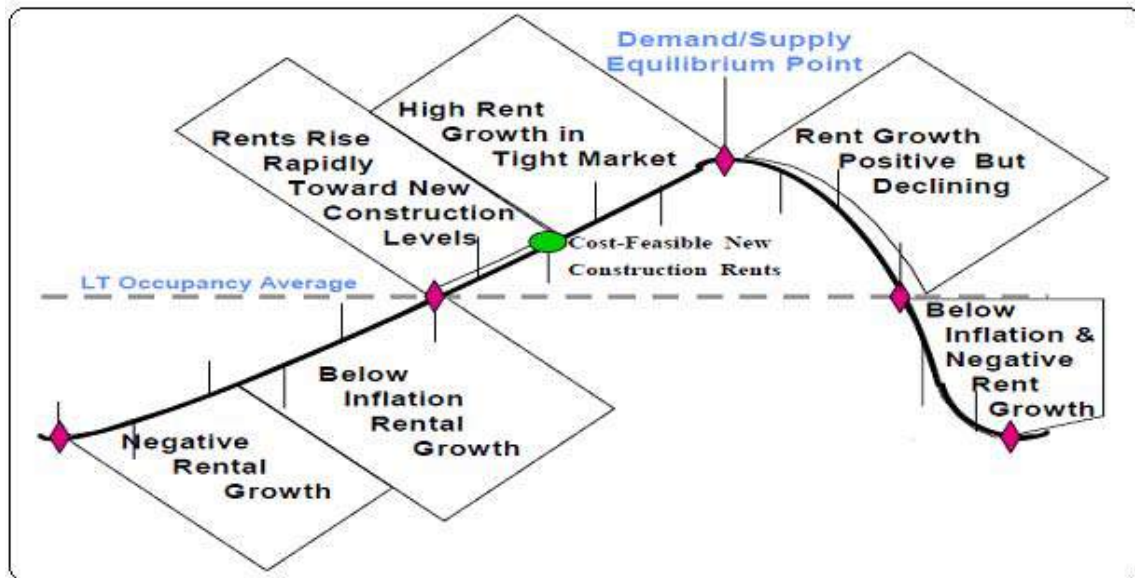 Demand/Supply
Equilibrium Point
High Rent
Growth in
Tight Market
Rents Rise
Rapidly
Toward New
Construction
Levels
Rent Growth
Positive But
Declining
Cost-Feasible New
Construction Rents
LT Occupancy Average
Below
Inflation &
Negative
Rent
Growth
Below
Inflation
Rental
Growth
Negative
Rental
Growth